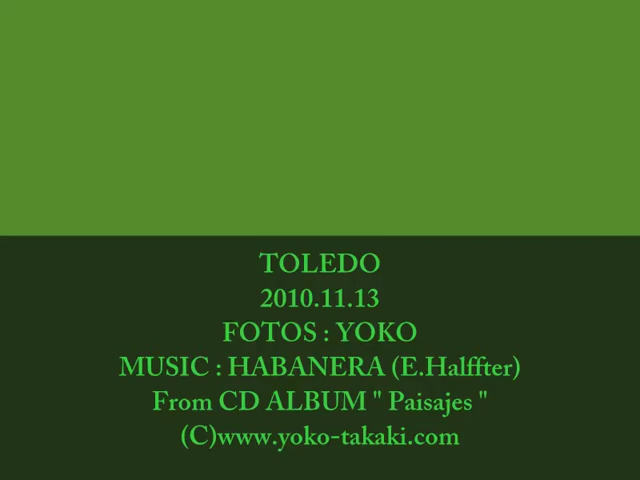 TOLEDO
2010.11.13
FOTOS : YOKO
MUSIC : HABANERA (E.Halffter)
From CD ALBUM " Paisajes "
(C)www.yoko-takaki.com